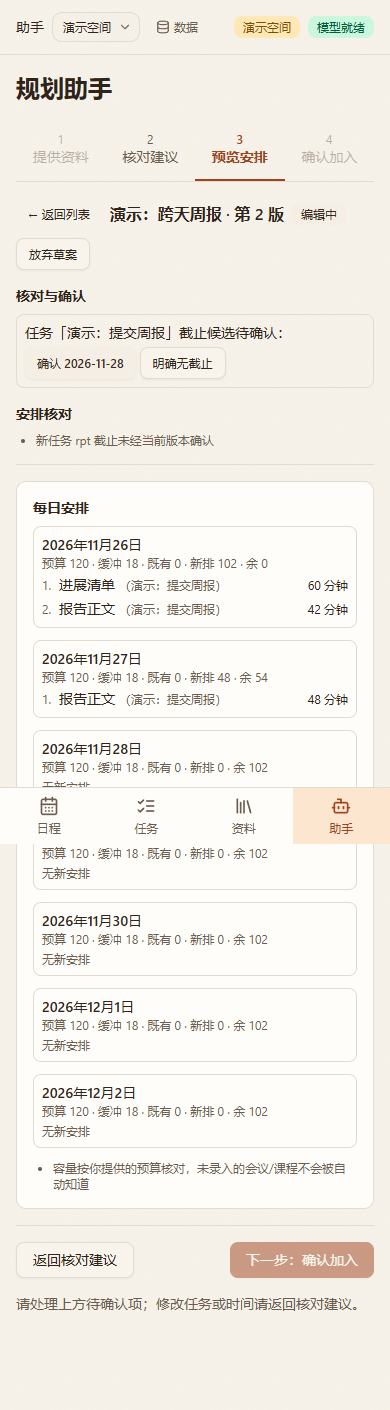 助手 演示空间 数据 演示空间 模型就绪
规划助手
1 2 3 4
提供资料 核对建议 预览安排 确认加入
← 返回列表 演示：跨天周报 · 第 2 版 编辑中
放弃草案
核对与确认
任务「演示：提交周报」截止候选待确认：
确认 2026-11-28 明确无截止
安排核对
• 新任务 rpt 截止未经当前版本确认
每日安排
2026年11月26日
预算 120 · 缓冲 18 · 既有 0 · 新排 102 · 余 0
1. 进展清单 （演示：提交周报） 60 分钟
2. 报告正文 （演示：提交周报） 42 分钟
2026年11月27日
预算 120 · 缓冲 18 · 既有 0 · 新排 48 · 余 54
1. 报告正文 （演示：提交周报） 48 分钟
2026年11月28日
预算 120 · 缓冲 18 · 既有 0 · 新排 0 · 余 102
日程 任务 资料 助手
预算 120 · 缓冲 18 · 既有 0 · 新排 0 · 余 102
无新安排
2026年11月30日
预算 120 · 缓冲 18 · 既有 0 · 新排 0 · 余 102
无新安排
2026年12月1日
预算 120 · 缓冲 18 · 既有 0 · 新排 0 · 余 102
无新安排
2026年12月2日
预算 120 · 缓冲 18 · 既有 0 · 新排 0 · 余 102
无新安排
• 容量按你提供的预算核对，未录入的会议/课程不会被自
动知道
返回核对建议 下一步：确认加入
请处理上方待确认项；修改任务或时间请返回核对建议。